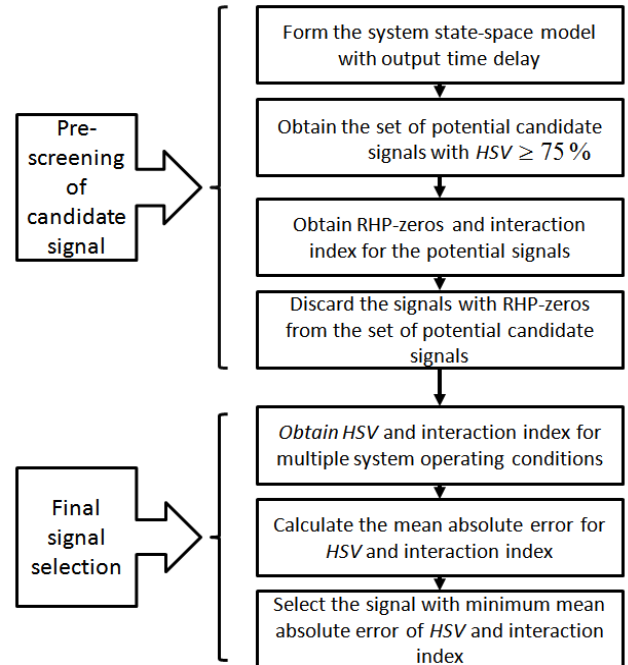 Pre-
screening
of
candidate
signal
Form the system state-space model
with output time delay
Obtain the set of potential candidate
signals with HSV ≥ 75 %
Obtain RHP-zeros and interaction
index for the potential signals
Discard the signals with RHP-zeros
from the set of potential candidate
signals
Final
signal
selection
Obtain HSV and interaction index for
multiple system operating conditions
Calculate the mean absolute error for
HSV and interaction index
Select the signal with minimum mean
absolute error of HSV and interaction
index